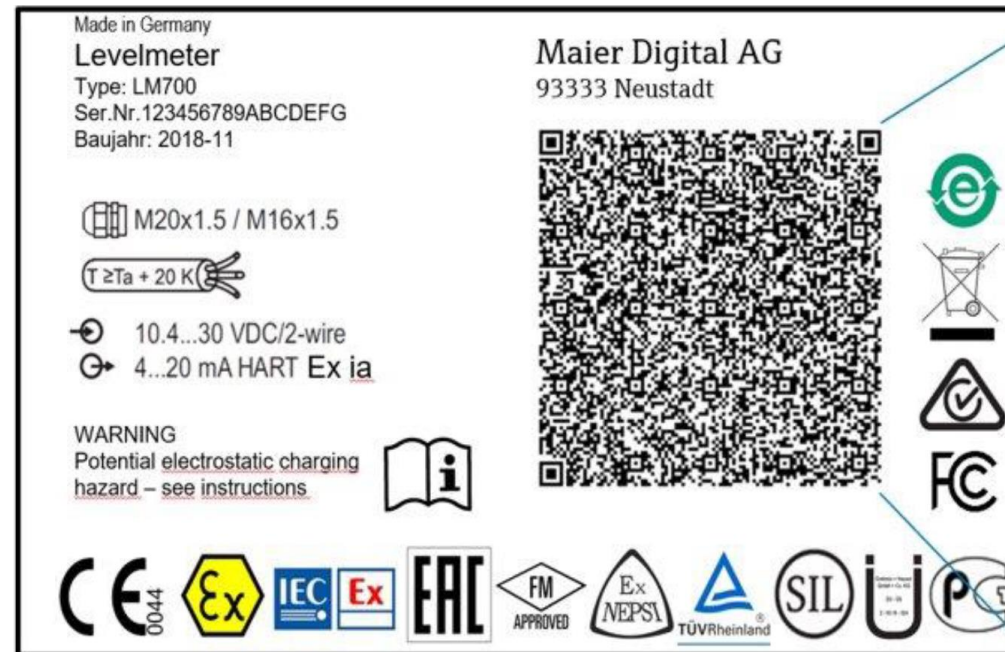 Made in Germany
Levelmeter
Type: LM700
Ser.Nr.123456789ABCDEFG
Baujahr: 2018-11
M20x1.5 / M16x1.5
T ≥Ta + 20 K
10.4...30 VDC/2-wire
4...20 mA HART Ex ia
WARNING
Potential electrostatic charging
hazard – see instructions
Maier Digital AG
93333 Neustadt
e
FC
CE 0044
Ex
IEC Ex
EAC
FM
APPROVED
Ex
NEPSI
TÜVRheinland®
SIL